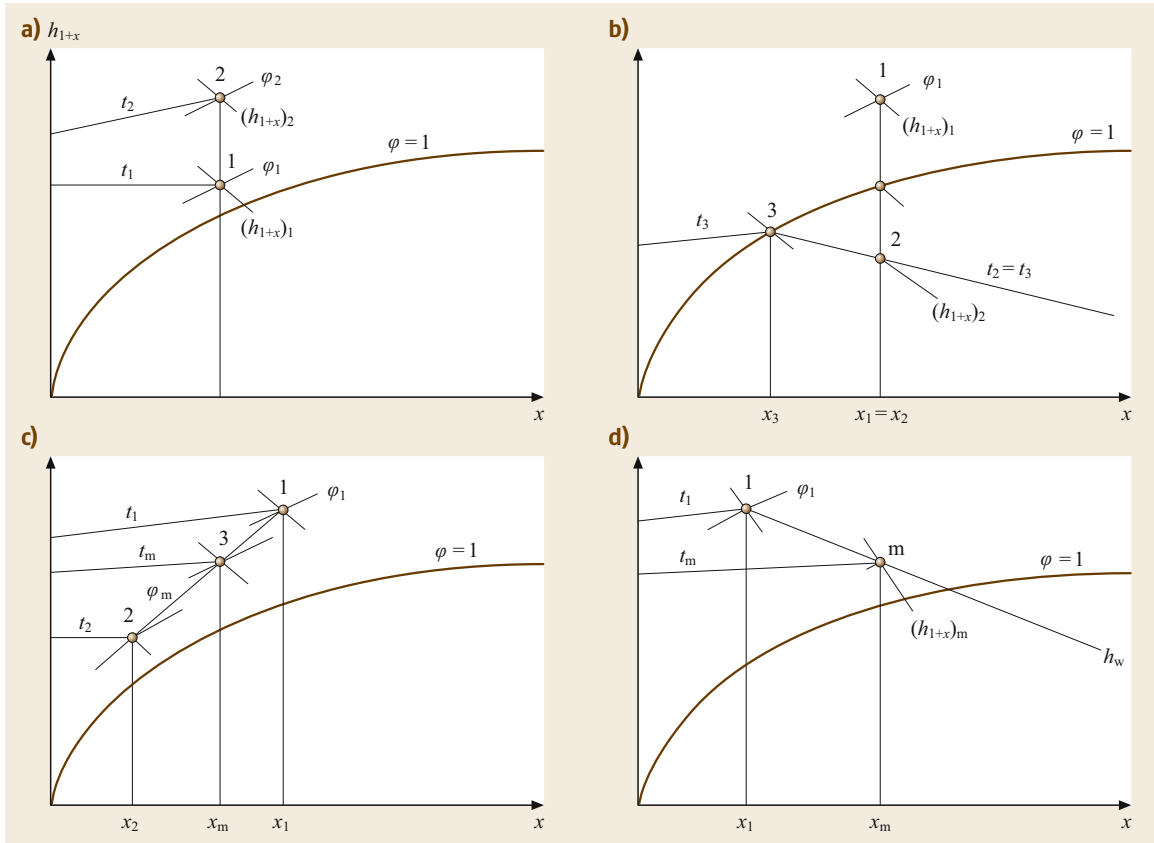 a) h1+x
2 φ2
t2
(h1+x)2
φ = 1
t1 1 φ1
(h1+x)1
x
b)
1 φ1
(h1+x)1
φ = 1
t3 3
2
t2 = t3
(h1+x)2
x3 x1 = x2 x
c)
1 φ1
t1
3
tm
φ = 1
φm
t2 2
x2 xm x1 x
d)
t1 1 φ1
tm m
φ = 1
(h1+x)m
hw
x1 xm x